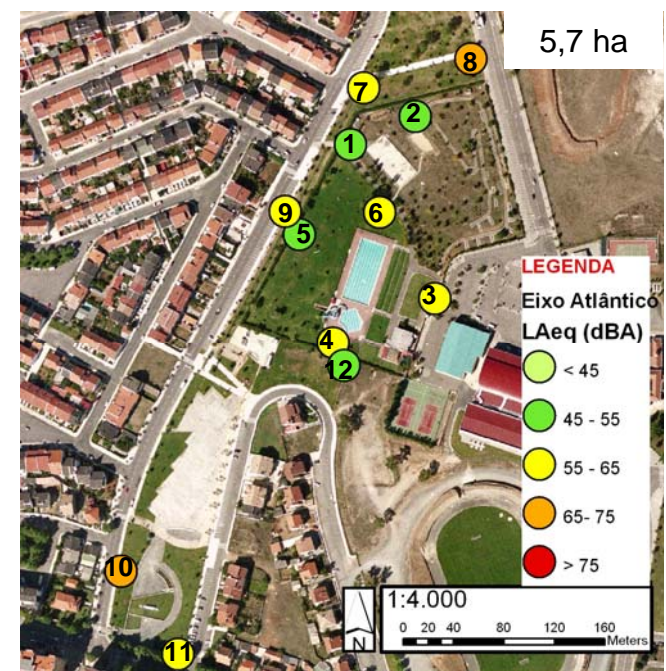 5,7 ha
8
7
2
1
9
6
5
3
4
12
10
11
LEGENDA
Eixo Atlântico
LAeq (dBA)
< 45
45 - 55
55 - 65
65- 75
> 75
1:4.000
0 20 40 80 120 160
Meters
N